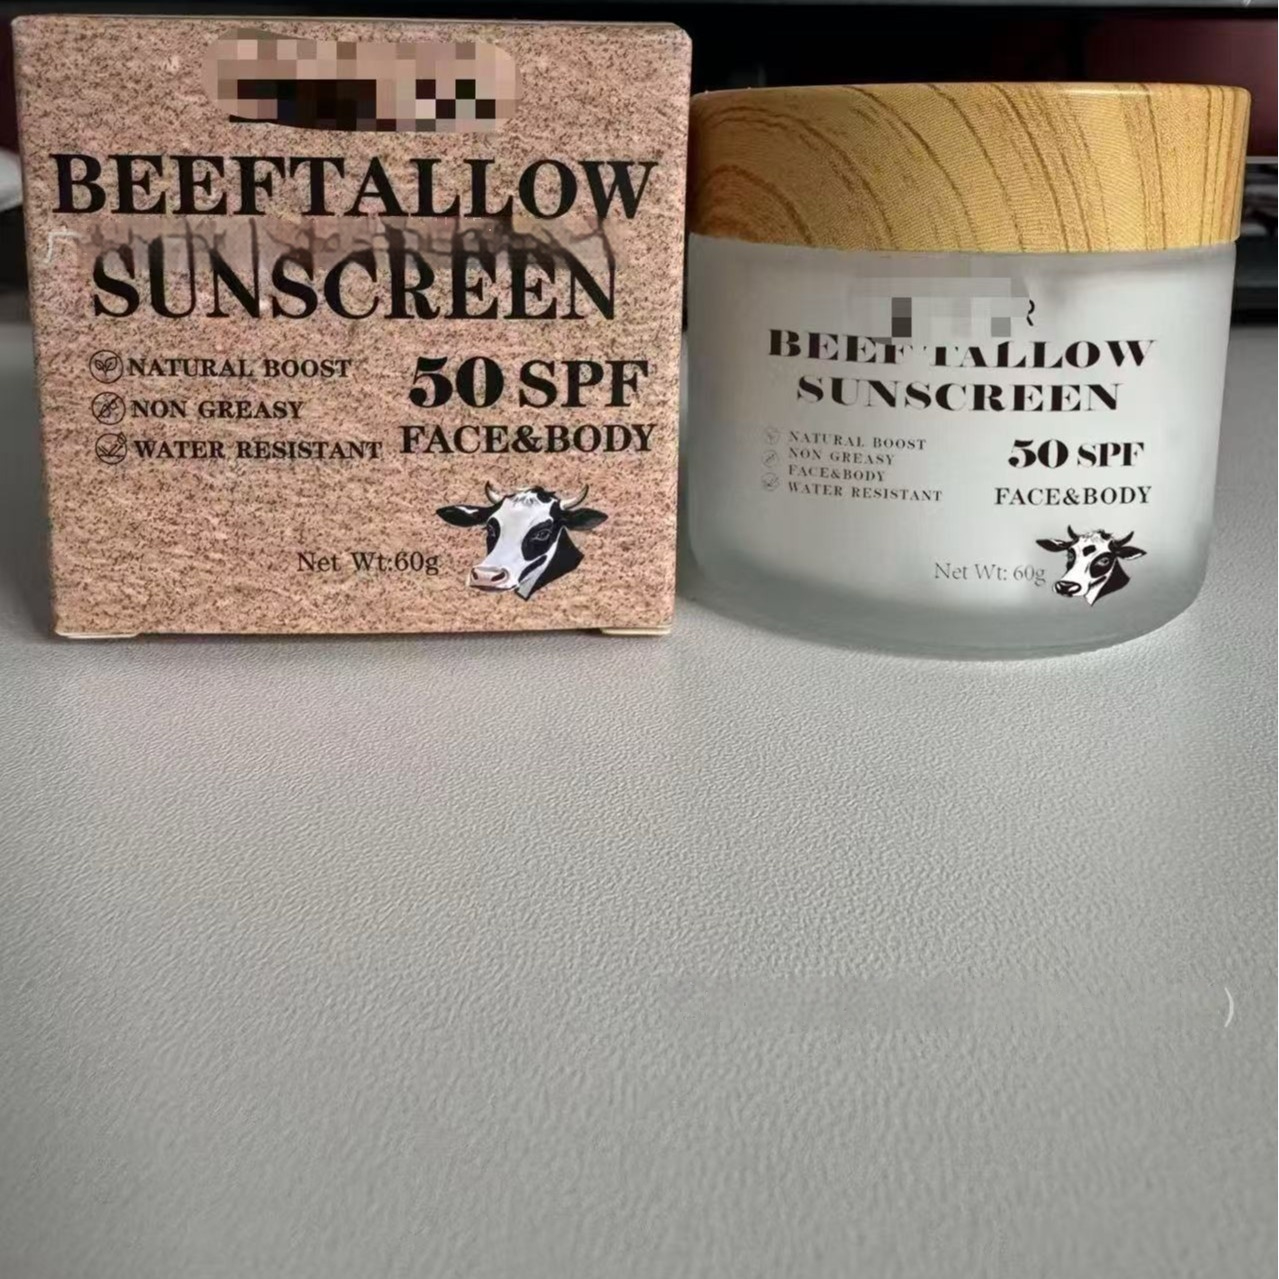 BEEFTALLOW
SUNSCREEN
NATURAL BOOST
NON GREASY
WATER RESISTANT
50 SPF
FACE&BODY
Net Wt:60g
R
BEEF TALLOW
SUNSCREEN
NATURAL BOOST
NON GREASY
FACE&BODY
WATER RESISTANT
50 SPF
FACE&BODY
Net Wt: 60g